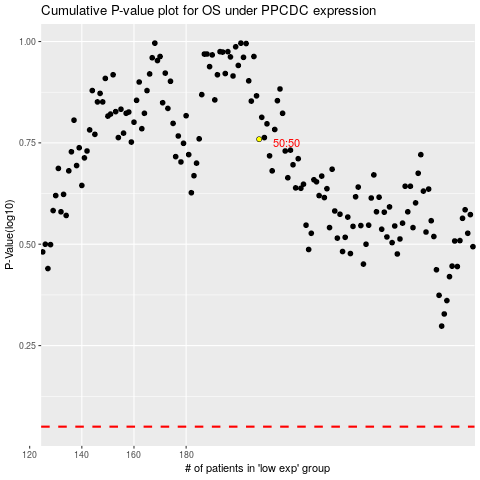 Cumulative P-value plot for OS under PPCDC expression
1.00
0.75
50:50
0.50
0.25
P-Value(log10)
120 140 160 180
# of patients in 'low exp' group